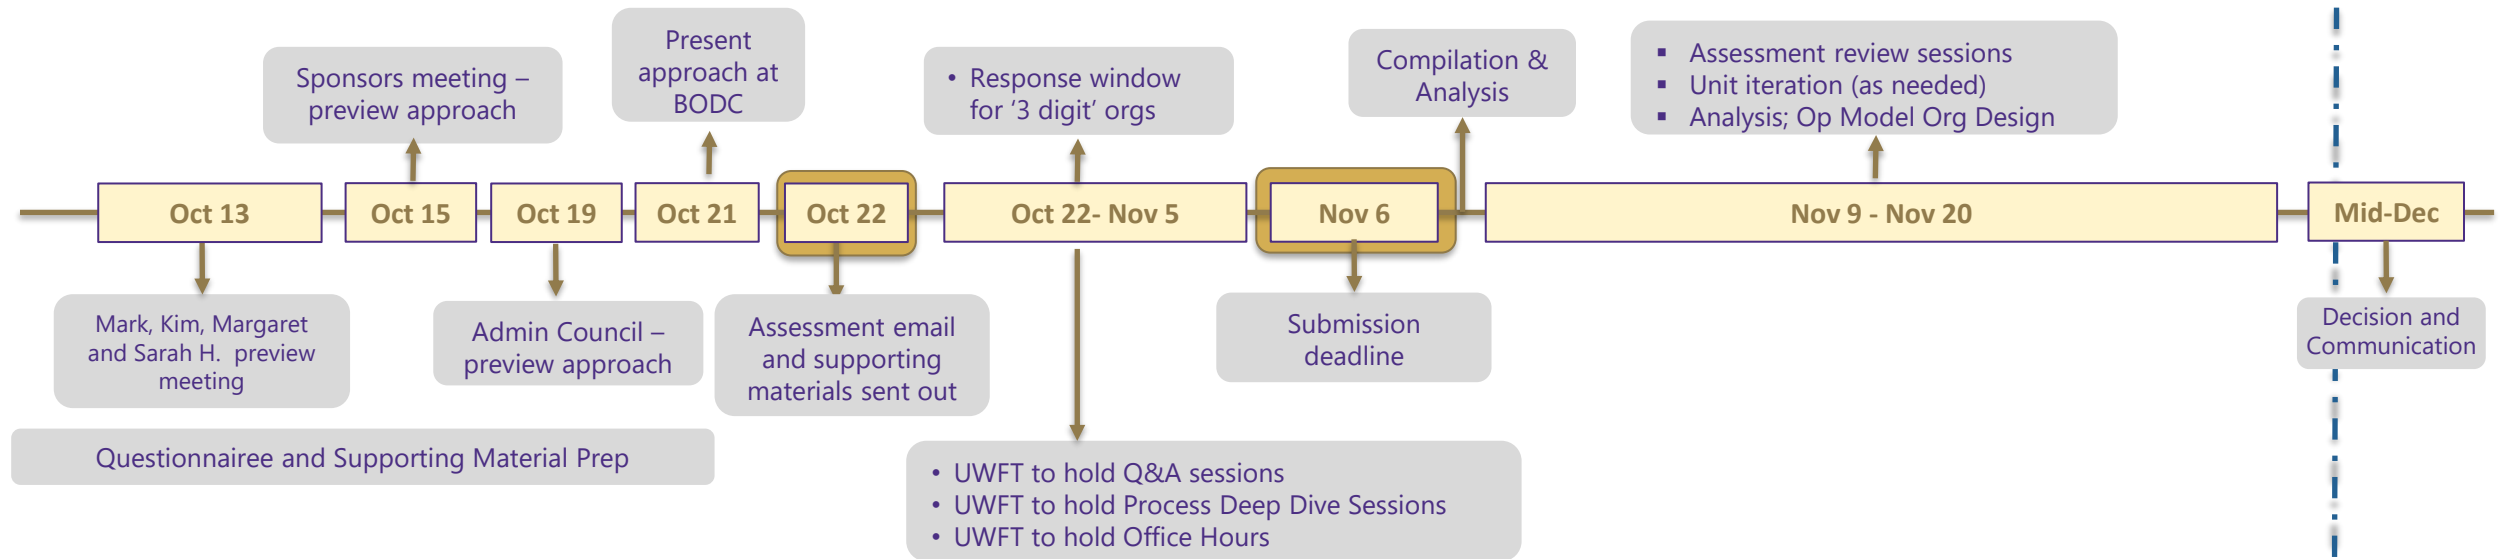 Sponsors meeting –
preview approach
Present
approach at
BODC
• Response window
for ‘3 digit’ orgs
Compilation &
Analysis
▪ Assessment review sessions
▪ Unit iteration (as needed)
▪ Analysis; Op Model Org Design
Oct 13
Oct 15
Oct 19
Oct 21
Oct 22
Oct 22- Nov 5
Nov 6
Nov 9 - Nov 20
Mid-Dec
Mark, Kim, Margaret
and Sarah H. preview
meeting
Admin Council –
preview approach
Assessment email
and supporting
materials sent out
Submission
deadline
Decision and
Communication
Questionnairee and Supporting Material Prep
• UWFT to hold Q&A sessions
• UWFT to hold Process Deep Dive Sessions
• UWFT to hold Office Hours